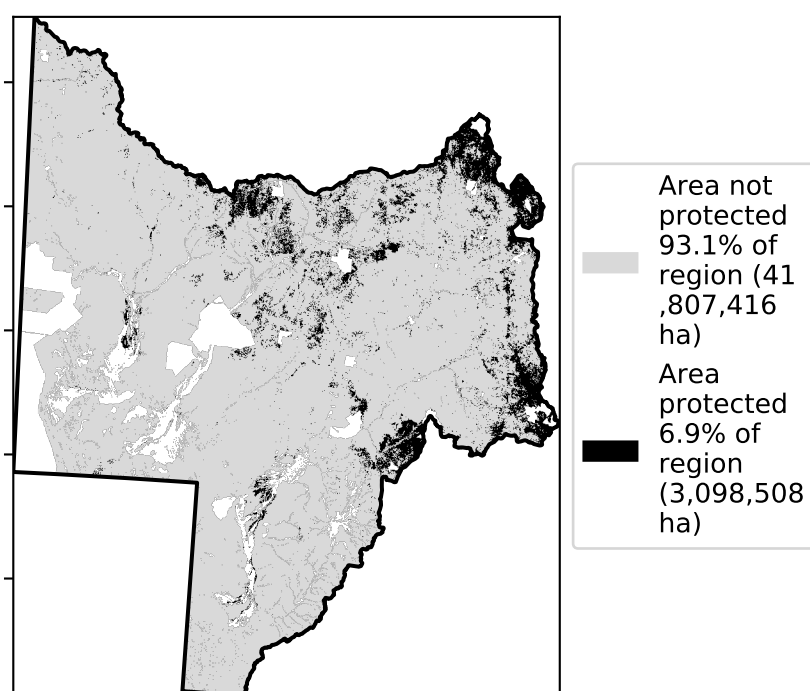 Area not
protected
93.1% of
region (41
,807,416
ha)
Area
protected
6.9% of
region
(3,098,508
ha)